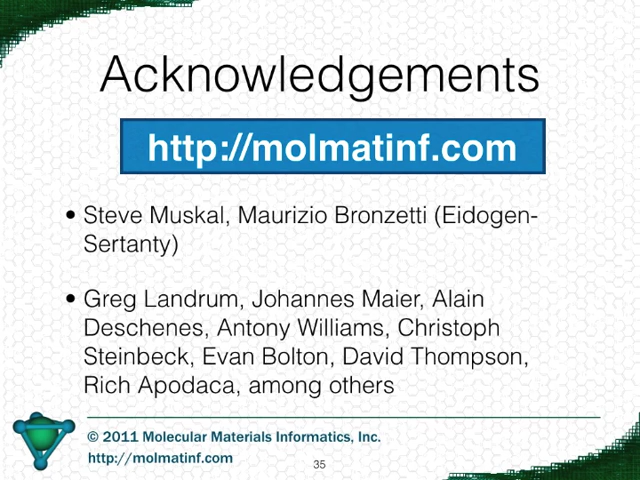 Acknowledgements
http://molmatinf.com
• Steve Muskal, Maurizio Bronzetti (Eidogen-
Sertanty)
• Greg Landrum, Johannes Maier, Alain
Deschenes, Antony Williams, Christoph
Steinbeck, Evan Bolton, David Thompson,
Rich Apodaca, among others
© 2011 Molecular Materials Informatics, Inc.
http://molmatinf.com
35